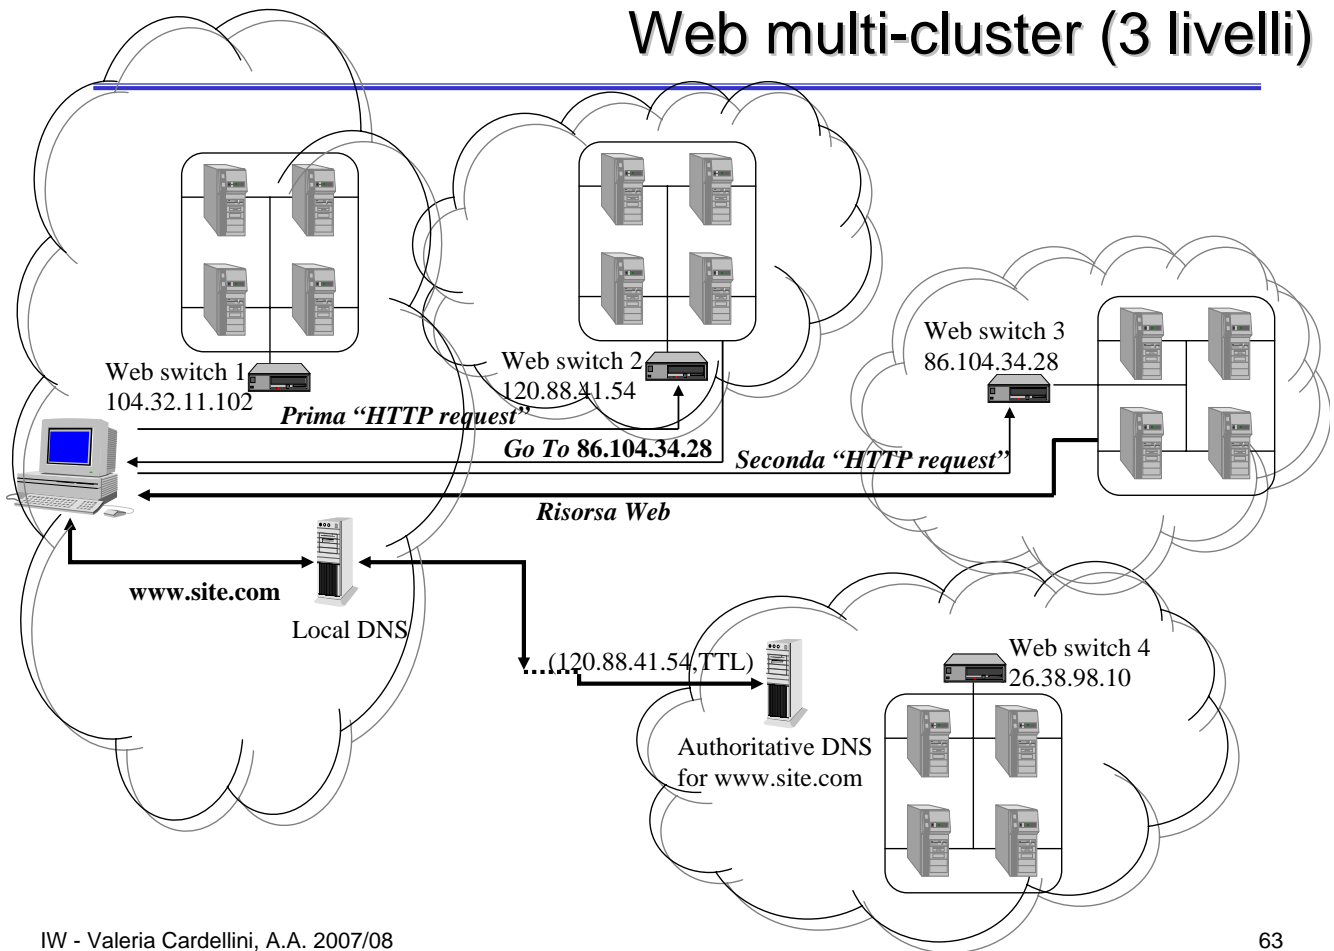 Web multi-cluster (3 livelli)
Web switch 1
104.32.11.102
Web switch 2
120.88.41.54
Web switch 3
86.104.34.28
Prima “HTTP request”
Go To 86.104.34.28
Seconda “HTTP request”
Risorsa Web
www.site.com
Local DNS
(120.88.41.54,TTL)
Web switch 4
26.38.98.10
Authoritative DNS
for www.site.com
IW - Valeria Cardellini, A.A. 2007/08
63